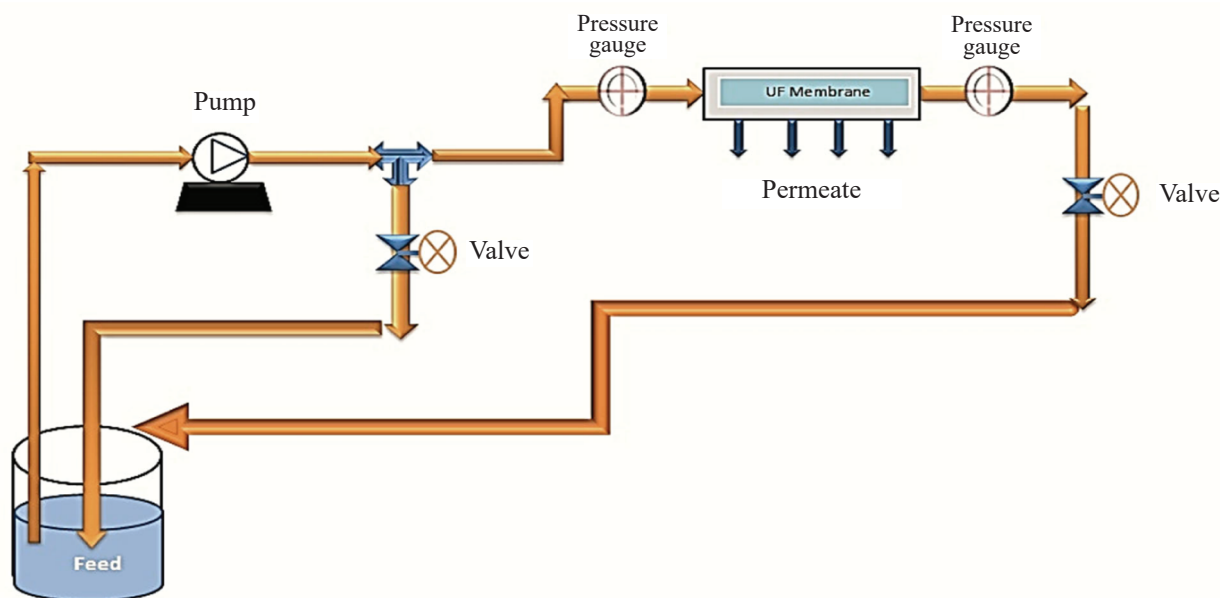 Pressure
gauge
Pressure
gauge
UF Membrane
Pump
Permeate
Valve
Valve
Feed